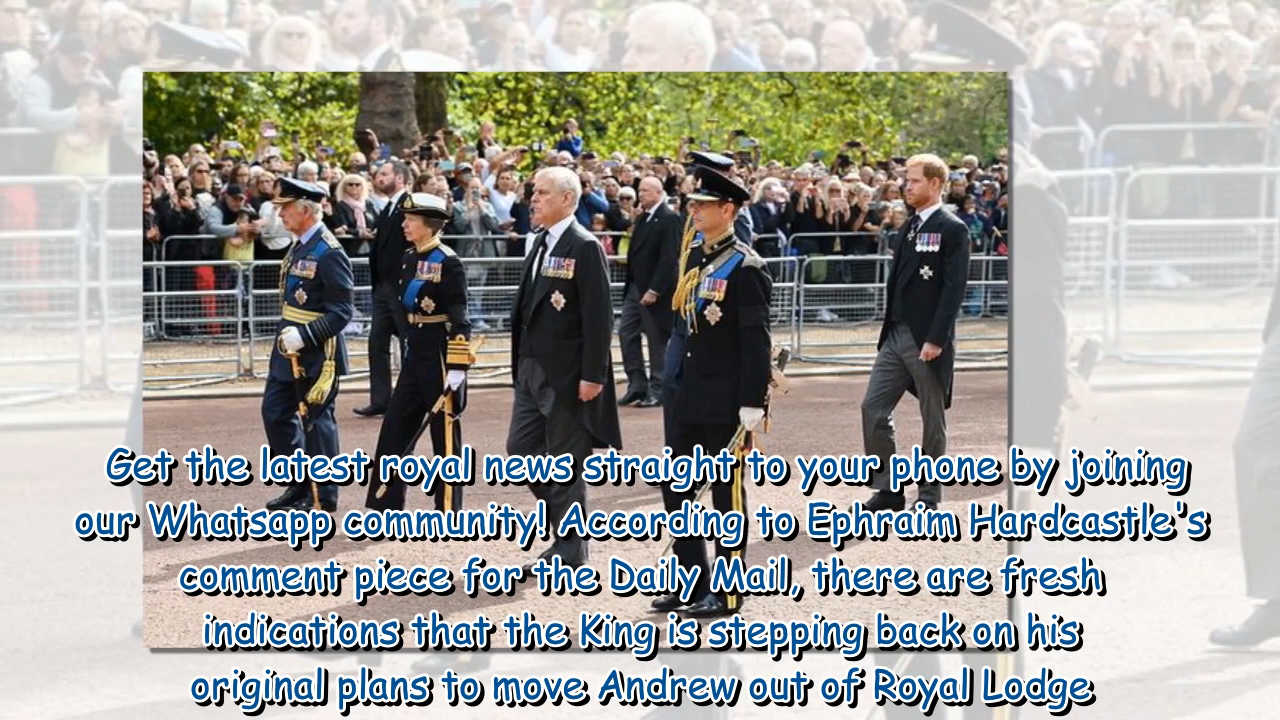 Get the latest royal news straight to your phone by joining
our Whatsapp community! According to Ephraim Hardcastle's
comment piece for the Daily Mail, there are fresh
indications that the King is stepping back on his
original plans to move Andrew out of Royal Lodge